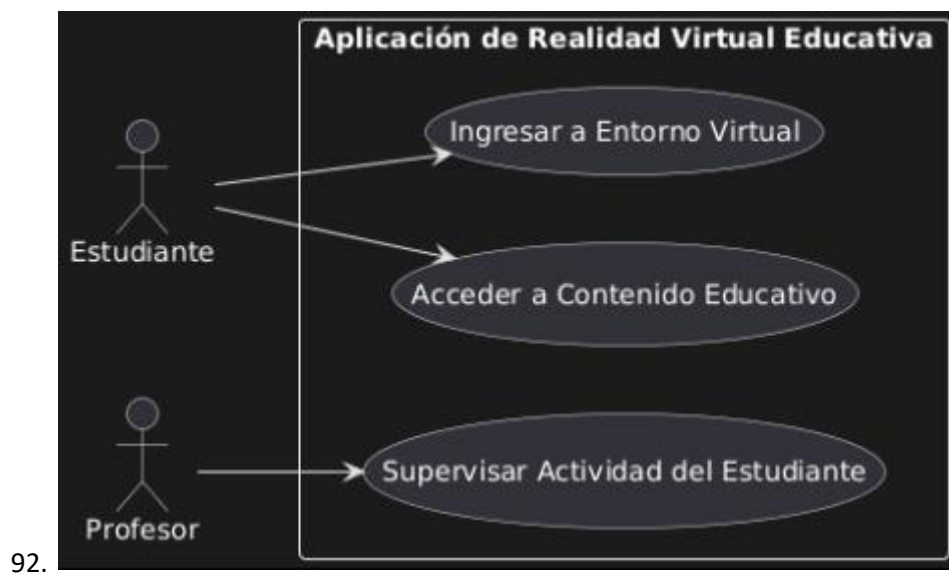 Aplicación de Realidad Virtual Educativa
Ingresar a Entorno Virtual
Estudiante
Acceder a Contenido Educativo
Supervisar Actividad del Estudiante
Profesor
92.